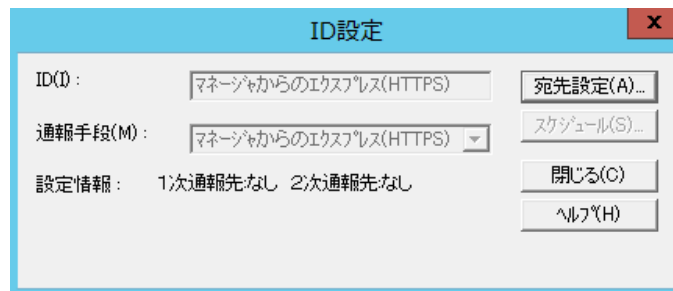 ID設定
x
ID(I) :
マネージャからのエクスプレス(HTTPS)
宛先設定(A)...
通報手段(M) :
マネージャからのエクスプレス(HTTPS)
スケジュール(S)...
設定情報 : 1次通報先:なし 2次通報先:なし
閉じる(C)
ヘルプ(H)